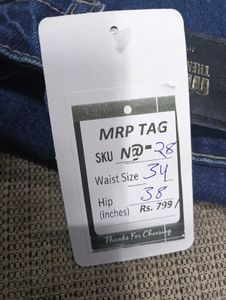 MRP TAG
SKU N@-28
Waist Size 34
Hip 38
(inches) Rs. 799/
Thanks For Choosing